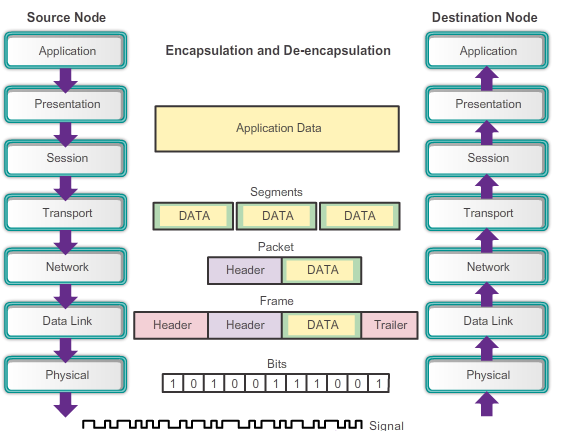 Source Node
Destination Node
Encapsulation and De-encapsulation
Application
Application
Presentation
Presentation
Application Data
Session
Session
Segments
Transport
DATA DATA DATA
Transport
Packet
Network
Header DATA
Network
Frame
Data Link
Header Header DATA Trailer
Data Link
Bits
Physical
1 0 1 0 0 1 1 1 0 0 1
Physical
Signal